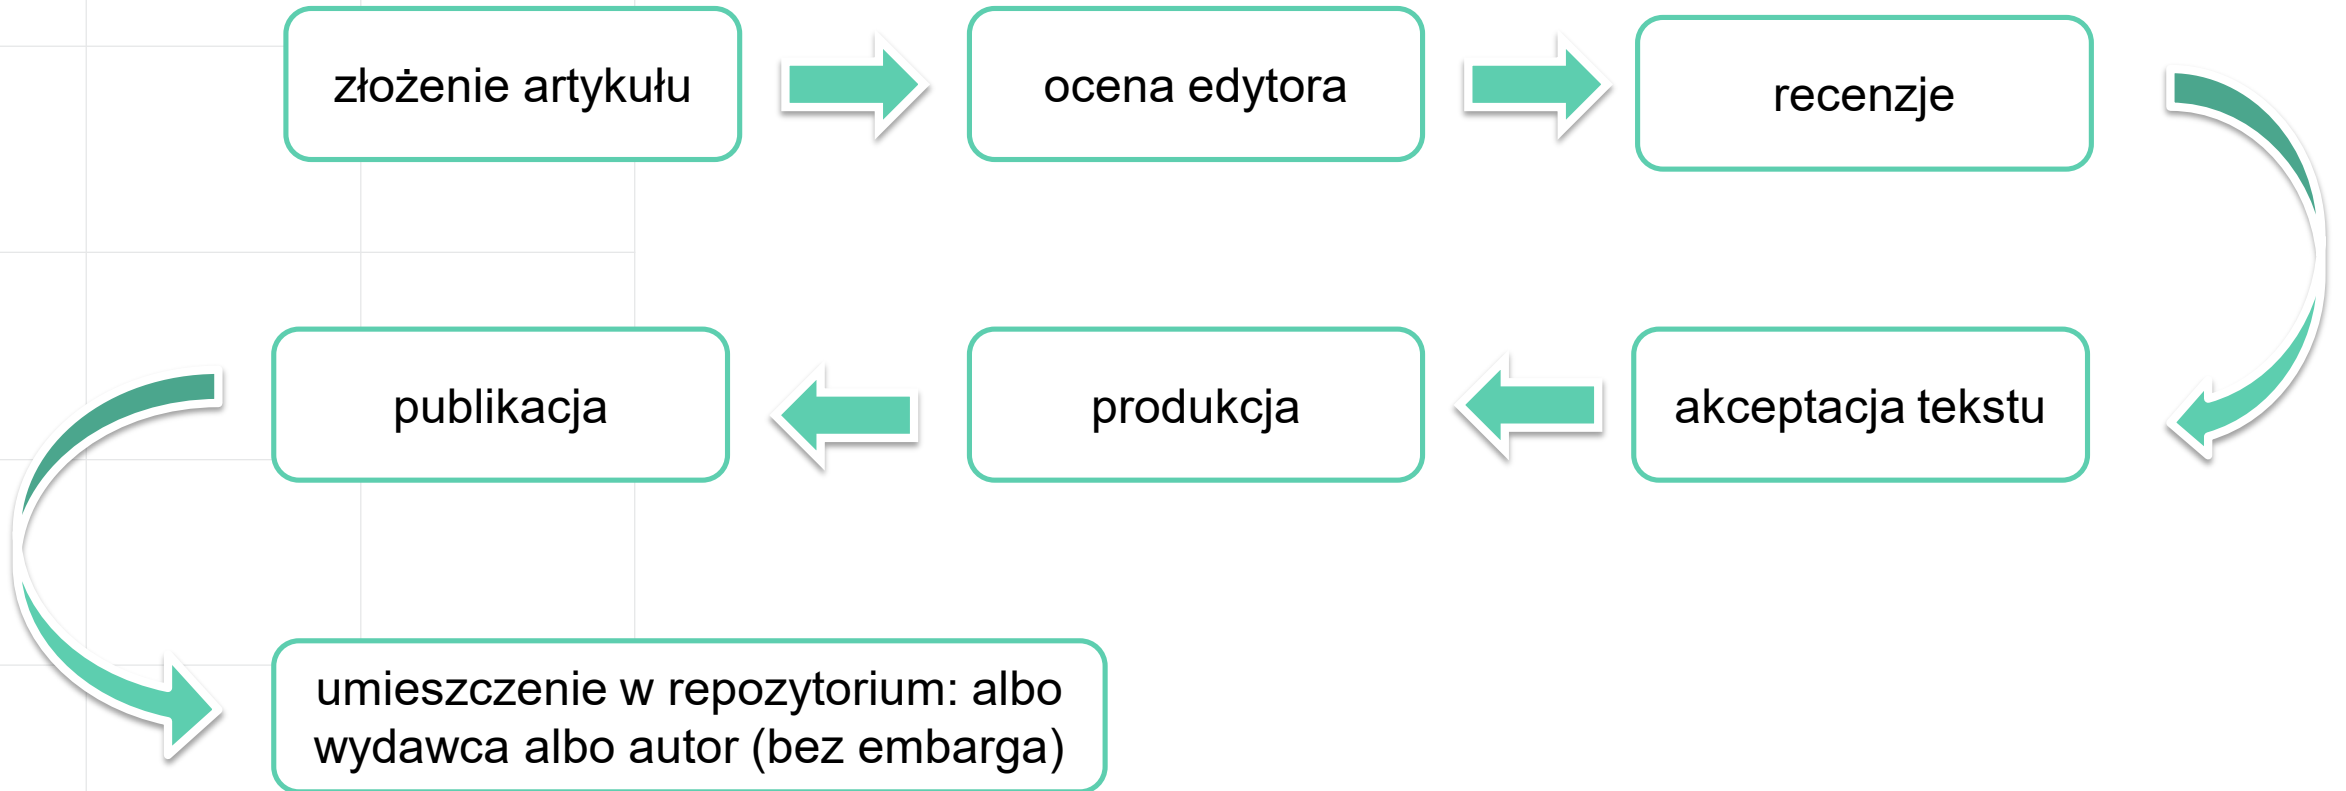 złożenie artykułu
ocena edytora
recenzje
akceptacja tekstu
produkcja
publikacja
umieszczenie w repozytorium: albo
wydawca albo autor (bez embarga)